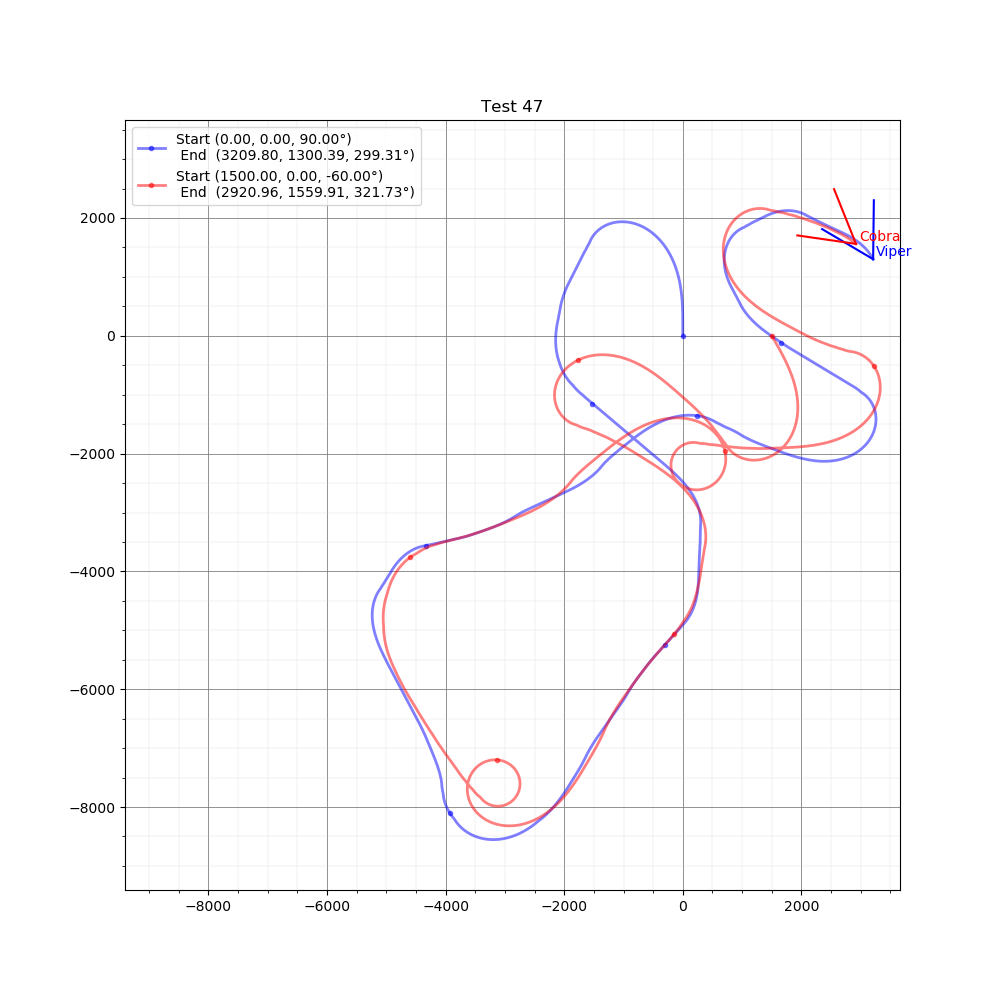 Test 47
Start (0.00, 0.00, 90.00°)
End (3209.80, 1300.39, 299.31°)
Start (1500.00, 0.00, -60.00°)
End (2920.96, 1559.91, 321.73°)
Cobra
Viper
2000
0
−2000
−4000
−6000
−8000
−8000 −6000 −4000 −2000 0 2000